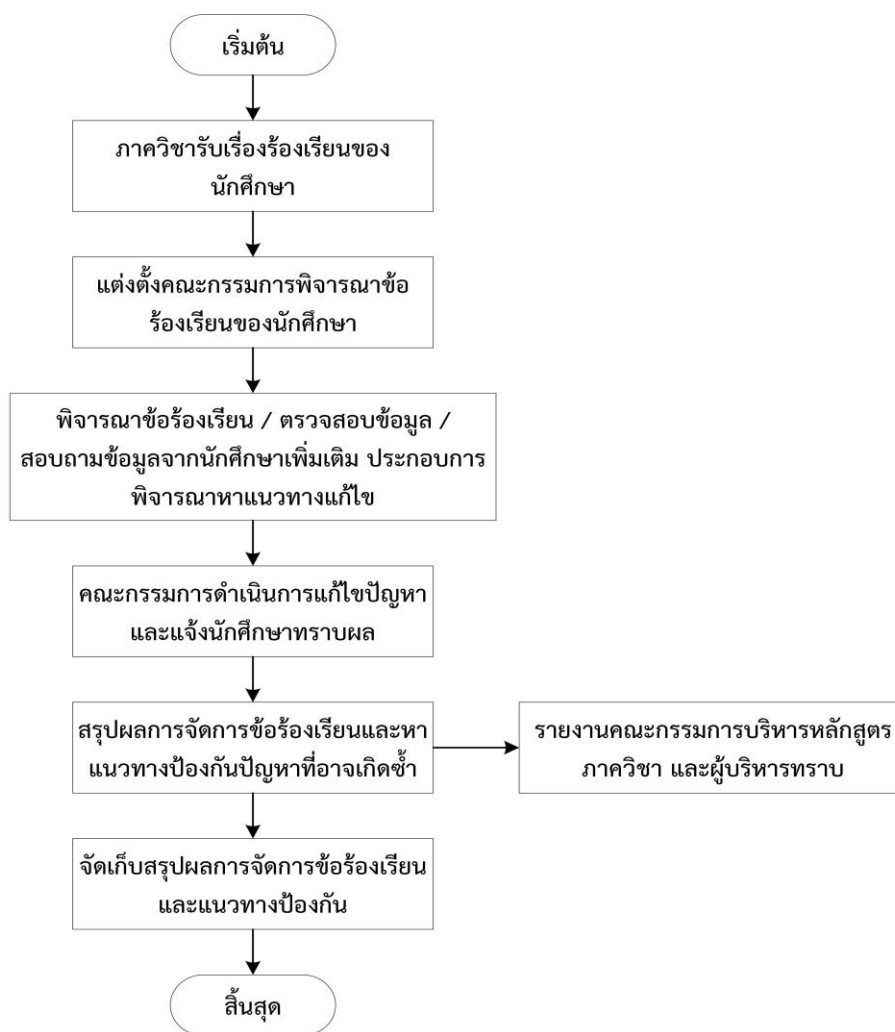 เริ่มต้น
ภาควิชารับเรื่องร้องเรียนของ
นักศึกษา
แต่งตั้งคณะกรรมการพิจารณาข้อ
ร้องเรียนของนักศึกษา
พิจารณาข้อร้องเรียน / ตรวจสอบข้อมูล /
สอบถามข้อมูลจากนักศึกษาเพิ่มเติม ประกอบการ
พิจารณาหาแนวทางแก้ไข
คณะกรรมการดำเนินการแก้ไขปัญหา
และแจ้งนักศึกษาทราบผล
สรุปผลการจัดการข้อร้องเรียนและหา
แนวทางป้องกันปัญหาที่อาจเกิดซ้ำ
รายงานคณะกรรมการบริหารหลักสูตร
ภาควิชา และผู้บริหารทราบ
จัดเก็บสรุปผลการจัดการข้อร้องเรียน
และแนวทางป้องกัน
สิ้นสุด